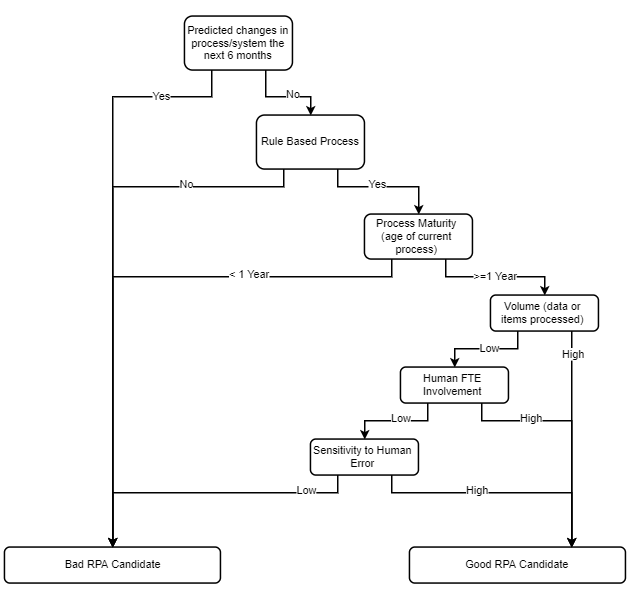 Predicted changes in
process/system the
next 6 months
Yes
No
Rule Based Process
No
Yes
Process Maturity
(age of current
process)
< 1 Year
>=1 Year
Volume (data or
items processed)
Low
High
Human FTE
Involvement
Low
High
Sensitivity to Human
Error
Low
High
Bad RPA Candidate
Good RPA Candidate